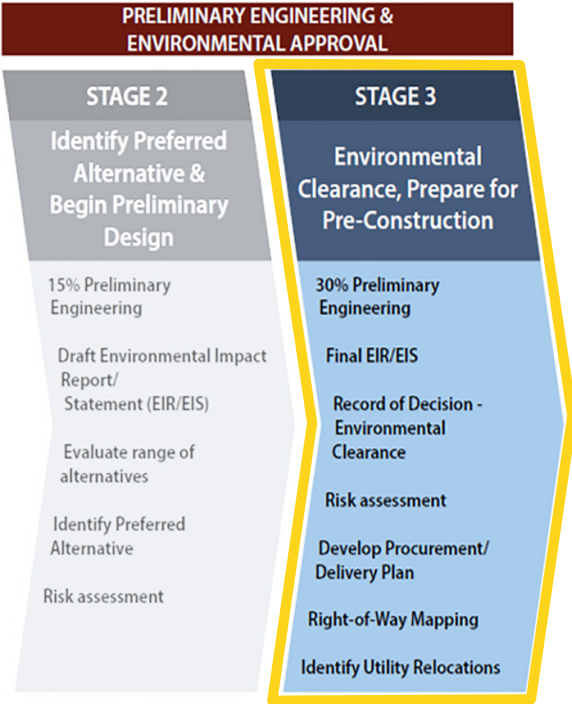 PRELIMINARY ENGINEERING &
ENVIRONMENTAL APPROVAL
STAGE 2
Identify Preferred
Alternative &
Begin Preliminary
Design
15% Preliminary
Engineering
Draft Environmental Impact
Report/
Statement (EIR/EIS)
Evaluate range of
alternatives
Identify Preferred
Alternative
Risk assessment
STAGE 3
Environmental
Clearance, Prepare for
Pre-Construction
30% Preliminary
Engineering
Final EIR/EIS
Record of Decision -
Environmental
Clearance
Risk assessment
Develop Procurement/
Delivery Plan
Right-of-Way Mapping
Identify Utility Relocations